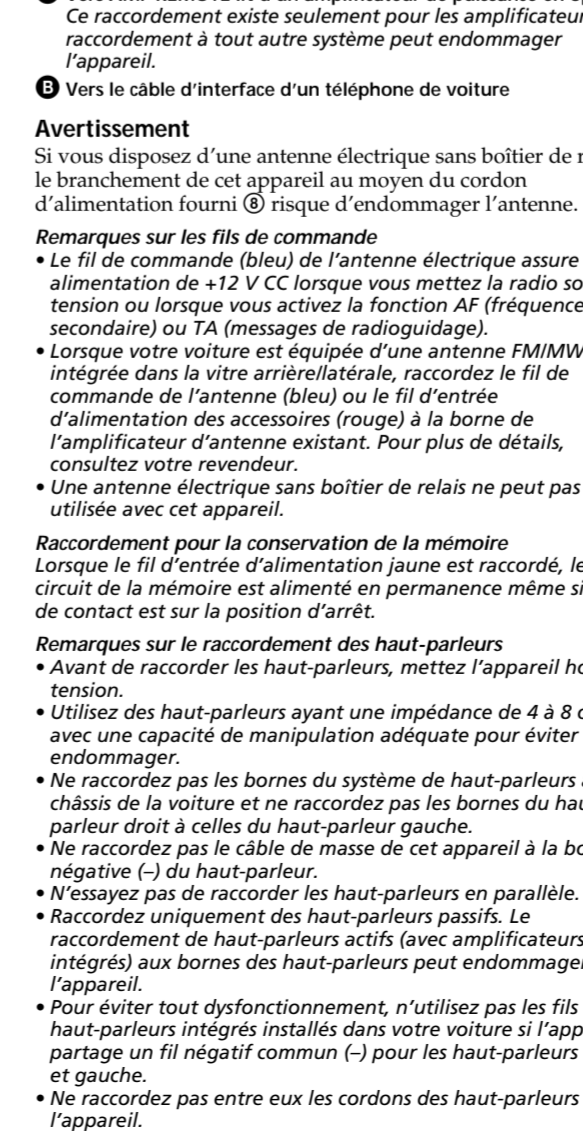 Ce raccordement existe seulement pour les amplificateur
raccordement à tout autre système peut endommager
l'appareil.
B Vers le câble d'interface d'un téléphone de voiture
Avertissement
Si vous disposez d'une antenne électrique sans boîtier de r
le branchement de cet appareil au moyen du cordon
d'alimentation fourni ⑧ risque d'endommager l'antenne.
Remarques sur les fils de commande
• Le fil de commande (bleu) de l'antenne électrique assure
alimentation de +12 V CC lorsque vous mettez la radio so
tension ou lorsque vous activez la fonction AF (fréquence
secondaire) ou TA (messages de radioguidage).
• Lorsque votre voiture est équipée d'une antenne FM/MW
intégrée dans la vitre arrière/latérale, raccordez le fil de
commande de l'antenne (bleu) ou le fil d'entrée
d'alimentation des accessoires (rouge) à la borne de
l'amplificateur d'antenne existant. Pour plus de détails,
consultez votre revendeur.
• Une antenne électrique sans boîtier de relais ne peut pas
utilisée avec cet appareil.
Raccordement pour la conservation de la mémoire
Lorsque le fil d'entrée d'alimentation jaune est raccordé, le
circuit de la mémoire est alimenté en permanence même si
de contact est sur la position d'arrêt.
Remarques sur le raccordement des haut-parleurs
• Avant de raccorder les haut-parleurs, mettez l'appareil ho
tension.
• Utilisez des haut-parleurs ayant une impédance de 4 à 8 o
avec une capacité de manipulation adéquate pour éviter
endommager.
• Ne raccordez pas les bornes du système de haut-parleurs a
châssis de la voiture et ne raccordez pas les bornes du hau
parleur droit à celles du haut-parleur gauche.
• Ne raccordez pas le câble de masse de cet appareil à la bo
négative (–) du haut-parleur.
• N'essayez pas de raccorder les haut-parleurs en parallèle.
• Raccordez uniquement des haut-parleurs passifs. Le
raccordement de haut-parleurs actifs (avec amplificateurs
intégrés) aux bornes des haut-parleurs peut endommager
l'appareil.
• Pour éviter tout dysfonctionnement, n'utilisez pas les fils
haut-parleurs intégrés installés dans votre voiture si l'app
partage un fil négatif commun (–) pour les haut-parleurs
et gauche.
• Ne raccordez pas entre eux les cordons des haut-parleurs
l'appareil.